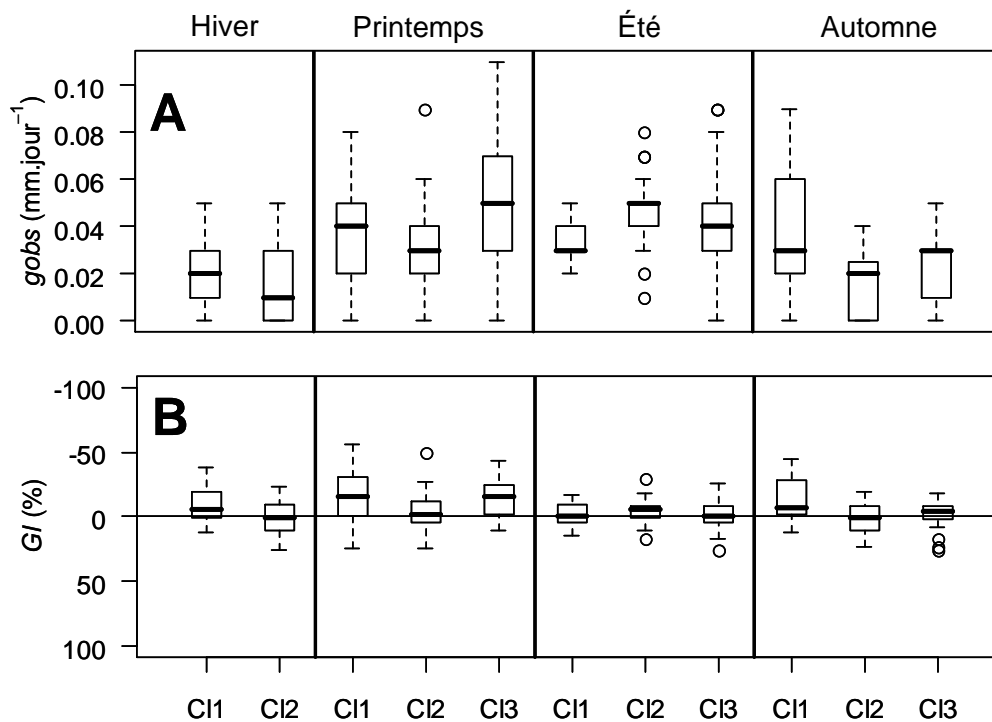 Hiver Printemps Été Automne
A
gobs (mm.jour⁻¹)
0.10
0.08
0.06
0.04
0.02
0.00
B
GI (%)
-100
-50
0
50
100
Cl1 Cl2 Cl1 Cl2 Cl3 Cl1 Cl2 Cl3 Cl1 Cl2 Cl3